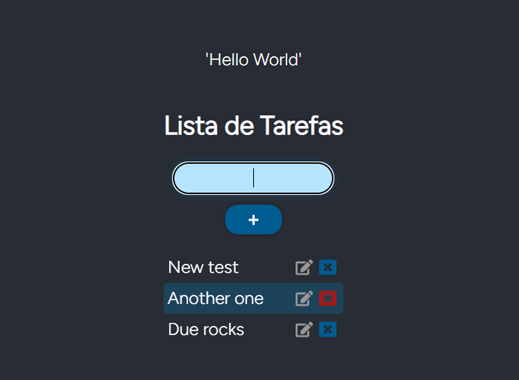 'Hello World'
Lista de Tarefas
+
New test
Another one
Due rocks